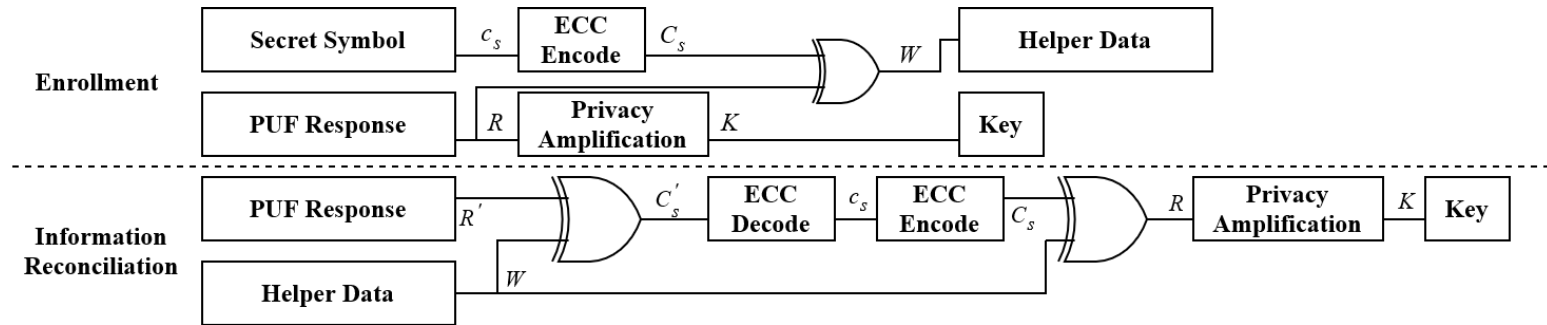 Enrollment
Secret Symbol
c_s
ECC
Encode
C_s
W
Helper Data
PUF Response
R
Privacy
Amplification
K
Key
Information
Reconciliation
PUF Response
R'
C_s'
ECC
Decode
c_s
ECC
Encode
C_s
R
Privacy
Amplification
K
Key
Helper Data
W